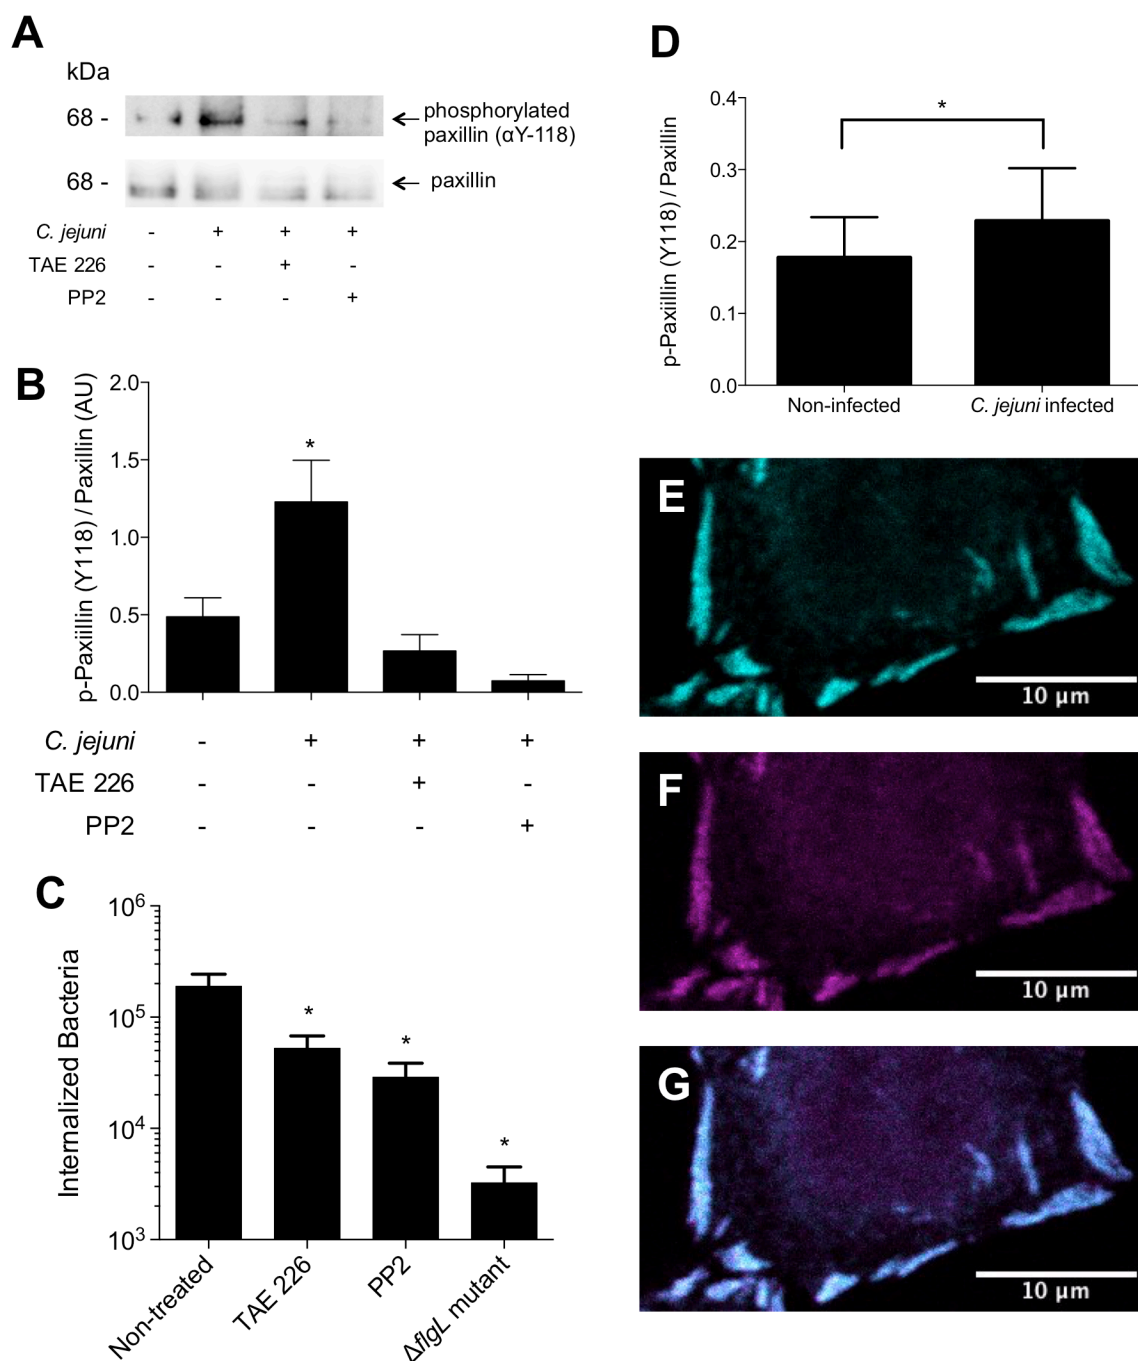 A
kDa
68 -
phosphorylated
paxillin (αY-118)
68 -
paxillin
C. jejuni - + + +
TAE 226 - - + -
PP2 - - - +
B
p-Paxiillin (Y118) / Paxillin (AU)
2.0
1.5
1.0
0.5
0.0
*
C. jejuni - + + +
TAE 226 - - + -
PP2 - - - +
C
Internalized Bacteria
10⁶
10⁵
10⁴
10³
* * *
Non-treated
TAE 226
PP2
ΔflgL mutant
D
p-Paxiillin (Y118) / Paxillin
0.4
0.3
0.2
0.1
0.0
*
Non-infected
C. jejuni infected
E
10 µm
F
10 µm
G
10 µm